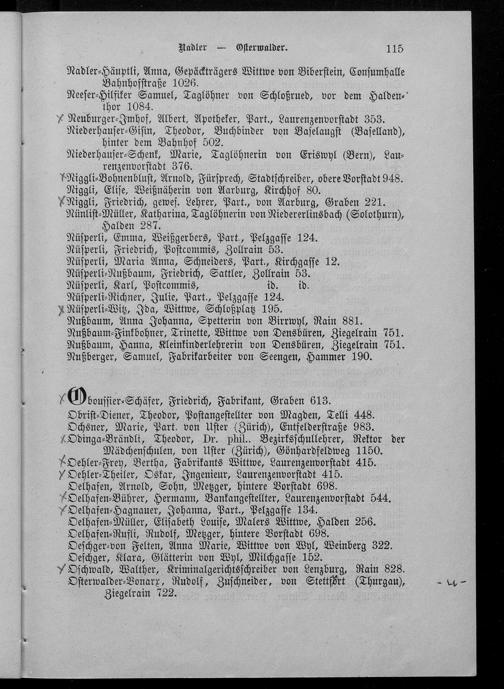 Nadler — Osterwalder. 115
Nadler-Häuptli, Anna, Gepäckträgers Wittwe von Biberstein, Consumhalle
Bahnhofstraße 1026.
Neeser-Hilfiker Samuel, Taglöhner von Schloßrued, vor dem Halden-
thor 1084.
Neuburger-Imhof, Albert, Apotheker, Part., Laurenzenvorstadt 353.
Niederhauser-Gisin, Theodor, Buchbinder von Baselaugst (Baselland),
hinter dem Bahnhof 502.
Niederhauser-Schenk, Marie, Taglöhnerin von Eriswyl (Bern), Lau-
renzenvorstadt 376.
Niggli-Bohnenblust, Arnold, Fürsprech, Stadtschreiber, obere Vorstadt 948.
Niggli, Elise, Weißnäherin von Aarburg, Kirchhof 80.
Niggli, Friedrich, gewes. Lehrer, Part., von Aarburg, Graben 221.
Nünlist-Müller, Katharina, Taglöhnerin von Niedererlinsbach (Solothurn),
Halden 287.
Nüsperli, Emma, Weißgerbers, Part., Pelzgasse 124.
Nüsperli, Friedrich, Postcommis, Zollrain 53.
Nüsperli, Maria Anna, Schneiders, Part., Kirchgasse 12.
Nüsperli-Nußbaum, Friedrich, Sattler, Zollrain 53.
Nüsperli, Karl, Postcommis, id. id.
Nüsperli-Richner, Julie, Part., Pelzgasse 124.
Nüsperli-Witz, Ida, Wittwe, Schloßplatz 195.
Nußbaum, Anna Johanna, Spetterin von Birrwyl, Rain 881.
Nußbaum-Finfbohner, Trinette, Wittwe von Densbüren, Ziegelrain 751.
Nußbaum, Hanna, Kleinkinderlehrerin von Densbüren, Ziegelrain 751.
Nußberger, Samuel, Fabrikarbeiter von Seengen, Hammer 190.
Oboussier-Schäfer, Friedrich, Fabrikant, Graben 613.
Obrist-Diener, Theodor, Postangestellter von Magden, Telli 448.
Ochsner, Marie, Part. von Uster (Zürich), Entfelderstraße 983.
Odinga-Brändli, Theodor, Dr. phil., Bezirksschullehrer, Rektor der
Mädchenschulen, von Uster (Zürich), Gönhardfeldweg 1150.
Oehler-Frey, Bertha, Fabrikants Wittwe, Laurenzenvorstadt 415.
Oehler-Theiler, Oskar, Ingenieur, Laurenzenvorstadt 415.
Oelhafen, Arnold, Sohn, Metzger, hintere Vorstadt 698.
Oelhafen-Bührer, Hermann, Bankangestellter, Laurenzenvorstadt 544.
Oelhafen-Hagnauer, Johanna, Part., Pelzgasse 134.
Oelhafen-Müller, Elisabeth Louise, Malers Wittwe, Halden 256.
Oelhafen-Rufli, Rudolf, Metzger, hintere Vorstadt 698.
Oeschger-von Felten, Anna Marie, Wittwe von Wyl, Weinberg 322.
Oeschger, Klara, Glätterin von Wyl, Milchgasse 152.
Oschwald, Walther, Kriminalgerichtschreiber von Lenzburg, Rain 828.
Osterwalder-Bonarx, Rudolf, Zuschneider, von Stettfort (Thurgau), -u-
Ziegelrain 722.